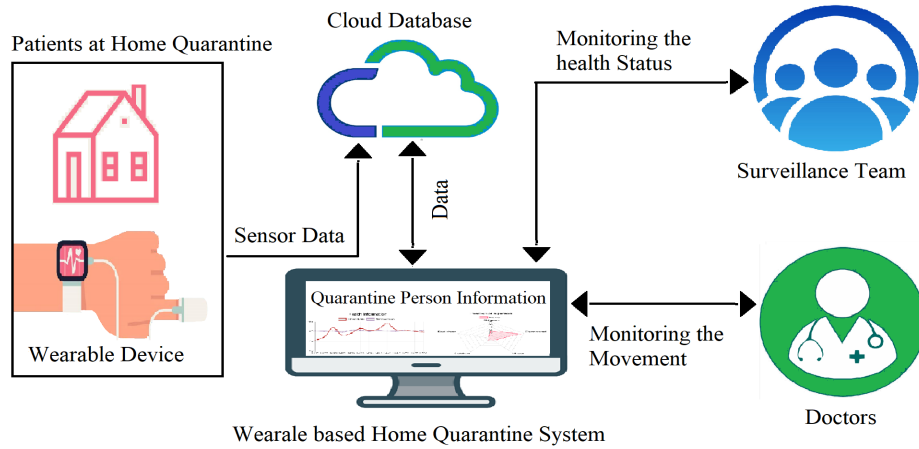 Cloud Database
Patients at Home Quarantine
Monitoring the
health Status
Surveillance Team
Sensor Data
Data
Quarantine Person Information
Wearable Device
Monitoring the
Movement
Doctors
Wearale based Home Quarantine System